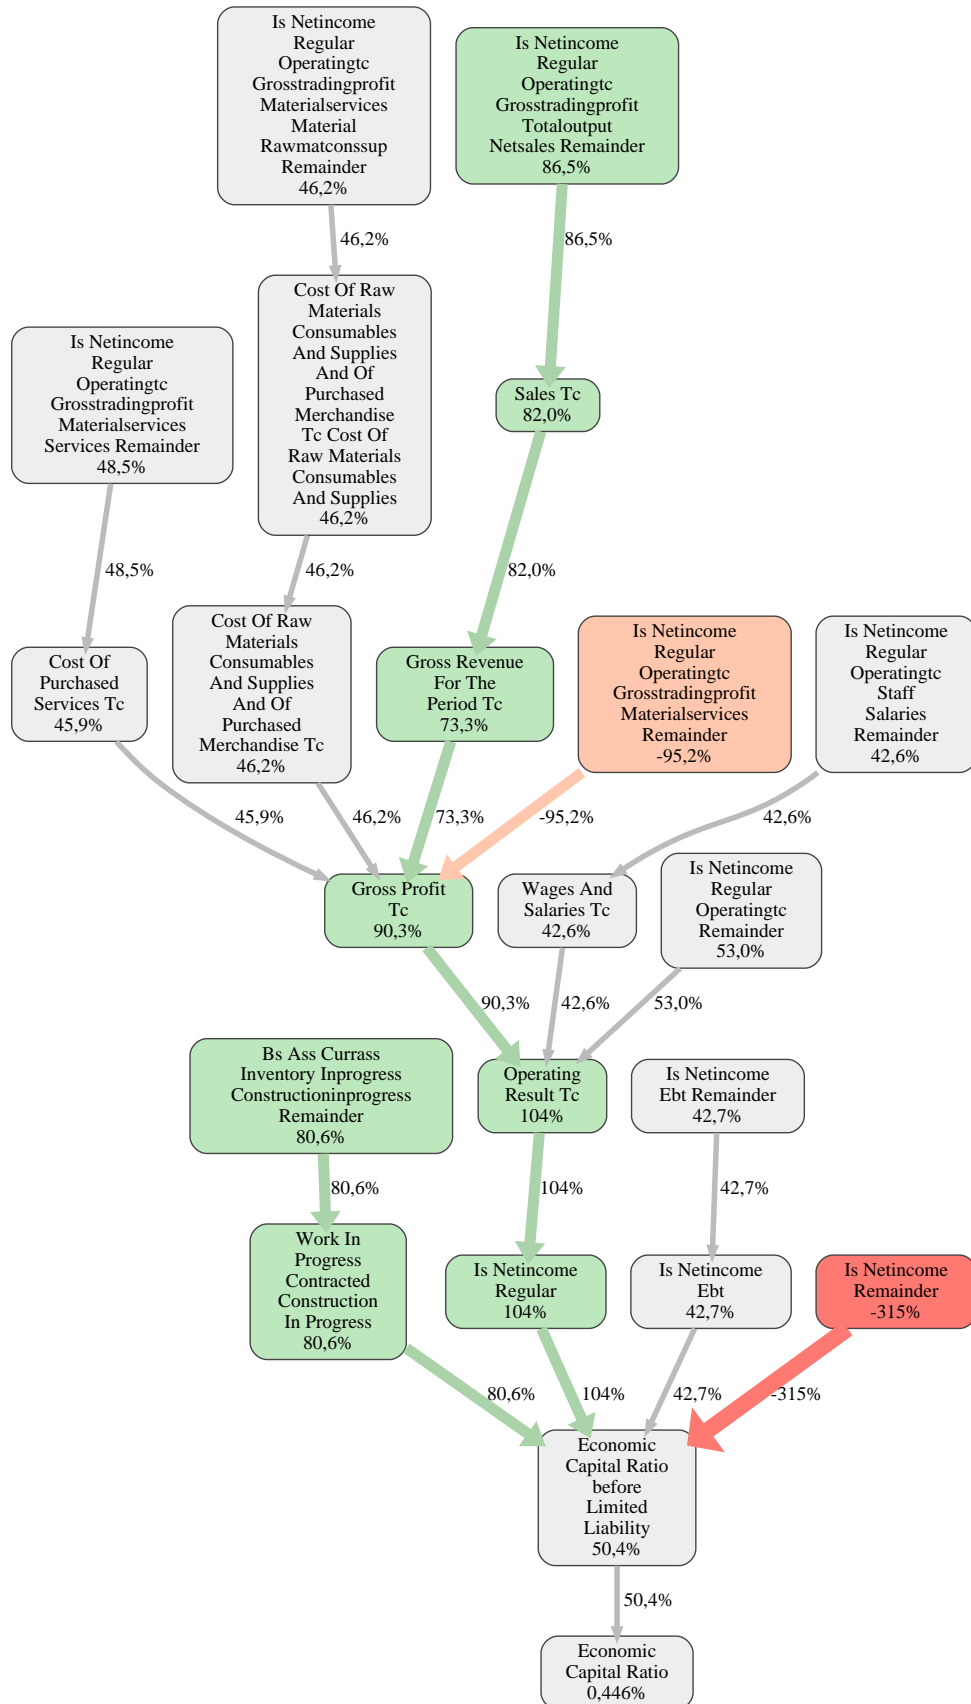 Is Netincome
Regular
Operatingtc
Grosstradingprofit
Materialservices
Material
Rawmatconssup
Remainder
46,2%
Is Netincome
Regular
Operatingtc
Grosstradingprofit
Totaloutput
Netsales Remainder
86,5%
46,2%
86,5%
Cost Of Raw
Materials
Consumables
And Supplies
And Of
Purchased
Merchandise
Tc Cost Of
Raw Materials
Consumables
And Supplies
46,2%
Is Netincome
Regular
Operatingtc
Grosstradingprofit
Materialservices
Services Remainder
48,5%
Sales Tc
82,0%
48,5%
46,2%
82,0%
Cost Of
Purchased
Services Tc
45,9%
Cost Of Raw
Materials
Consumables
And Supplies
And Of
Purchased
Merchandise Tc
46,2%
Gross Revenue
For The
Period Tc
73,3%
Is Netincome
Regular
Operatingtc
Grosstradingprofit
Materialservices
Remainder
-95,2%
Is Netincome
Regular
Operatingtc
Staff
Salaries
Remainder
42,6%
45,9%
46,2%
73,3%
-95,2%
42,6%
Gross Profit
Tc
90,3%
Wages And
Salaries Tc
42,6%
Is Netincome
Regular
Operatingtc
Remainder
53,0%
90,3%
42,6%
53,0%
Bs Ass Currass
Inventory Inprogress
Constructioninprogress
Remainder
80,6%
Operating
Result Tc
104%
Is Netincome
Ebt Remainder
42,7%
80,6%
104%
42,7%
Work In
Progress
Contracted
Construction
In Progress
80,6%
Is Netincome
Regular
104%
Is Netincome
Ebt
42,7%
Is Netincome
Remainder
-315%
80,6%
104%
42,7%
-315%
Economic
Capital Ratio
before
Limited
Liability
50,4%
50,4%
Economic
Capital Ratio
0,446%